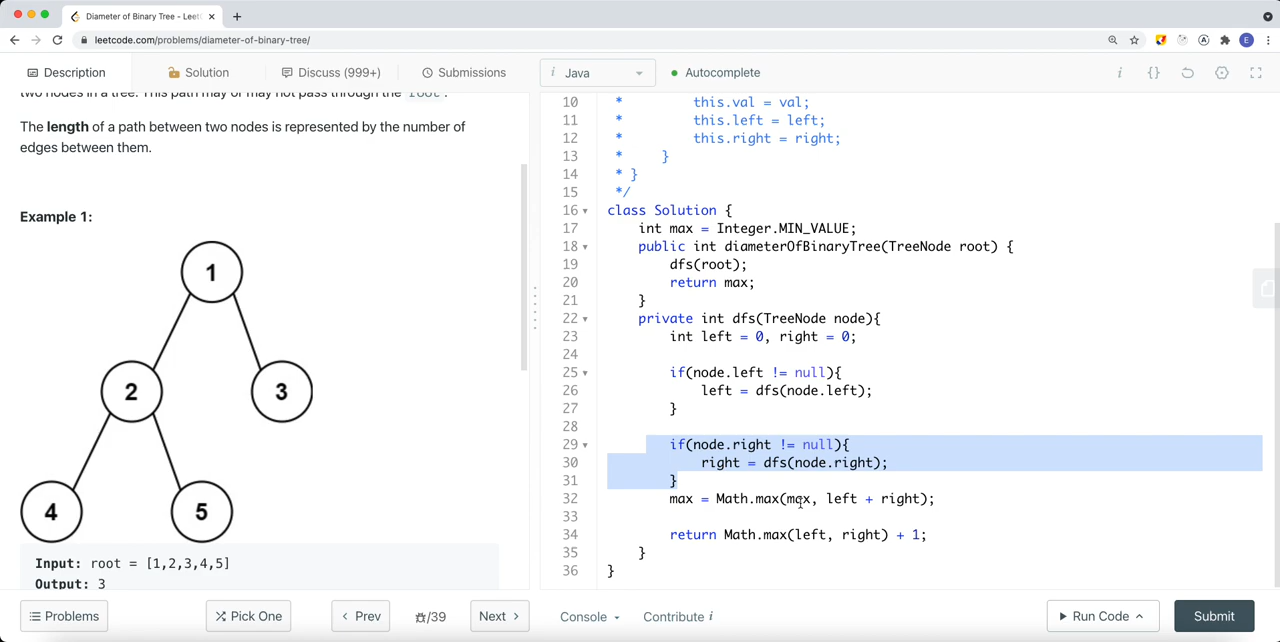 Diameter of Binary Tree - Leet
leetcode.com/problems/diameter-of-binary-tree/
E
Description
Solution
Discuss (999+)
Submissions
i Java
Autocomplete
i {}
two nodes in a tree. This path may or may not pass through the root.
The length of a path between two nodes is represented by the number of
edges between them.
Example 1:
1
2
3
4
5
Input: root = [1,2,3,4,5]
Output: 3
10 * this.val = val;
11 * this.left = left;
12 * this.right = right;
13 * }
14 * }
15 */
16 class Solution {
17 int max = Integer.MIN_VALUE;
18 public int diameterOfBinaryTree(TreeNode root) {
19 dfs(root);
20 return max;
21 }
22 private int dfs(TreeNode node){
23 int left = 0, right = 0;
24
25 if(node.left != null){
26 left = dfs(node.left);
27 }
28
29 if(node.right != null){
30 right = dfs(node.right);
31 }
32 max = Math.max(max, left + right);
33
34 return Math.max(left, right) + 1;
35 }
36 }
Problems
Pick One
Prev
/39
Next
Console
Contribute i
Run Code
Submit